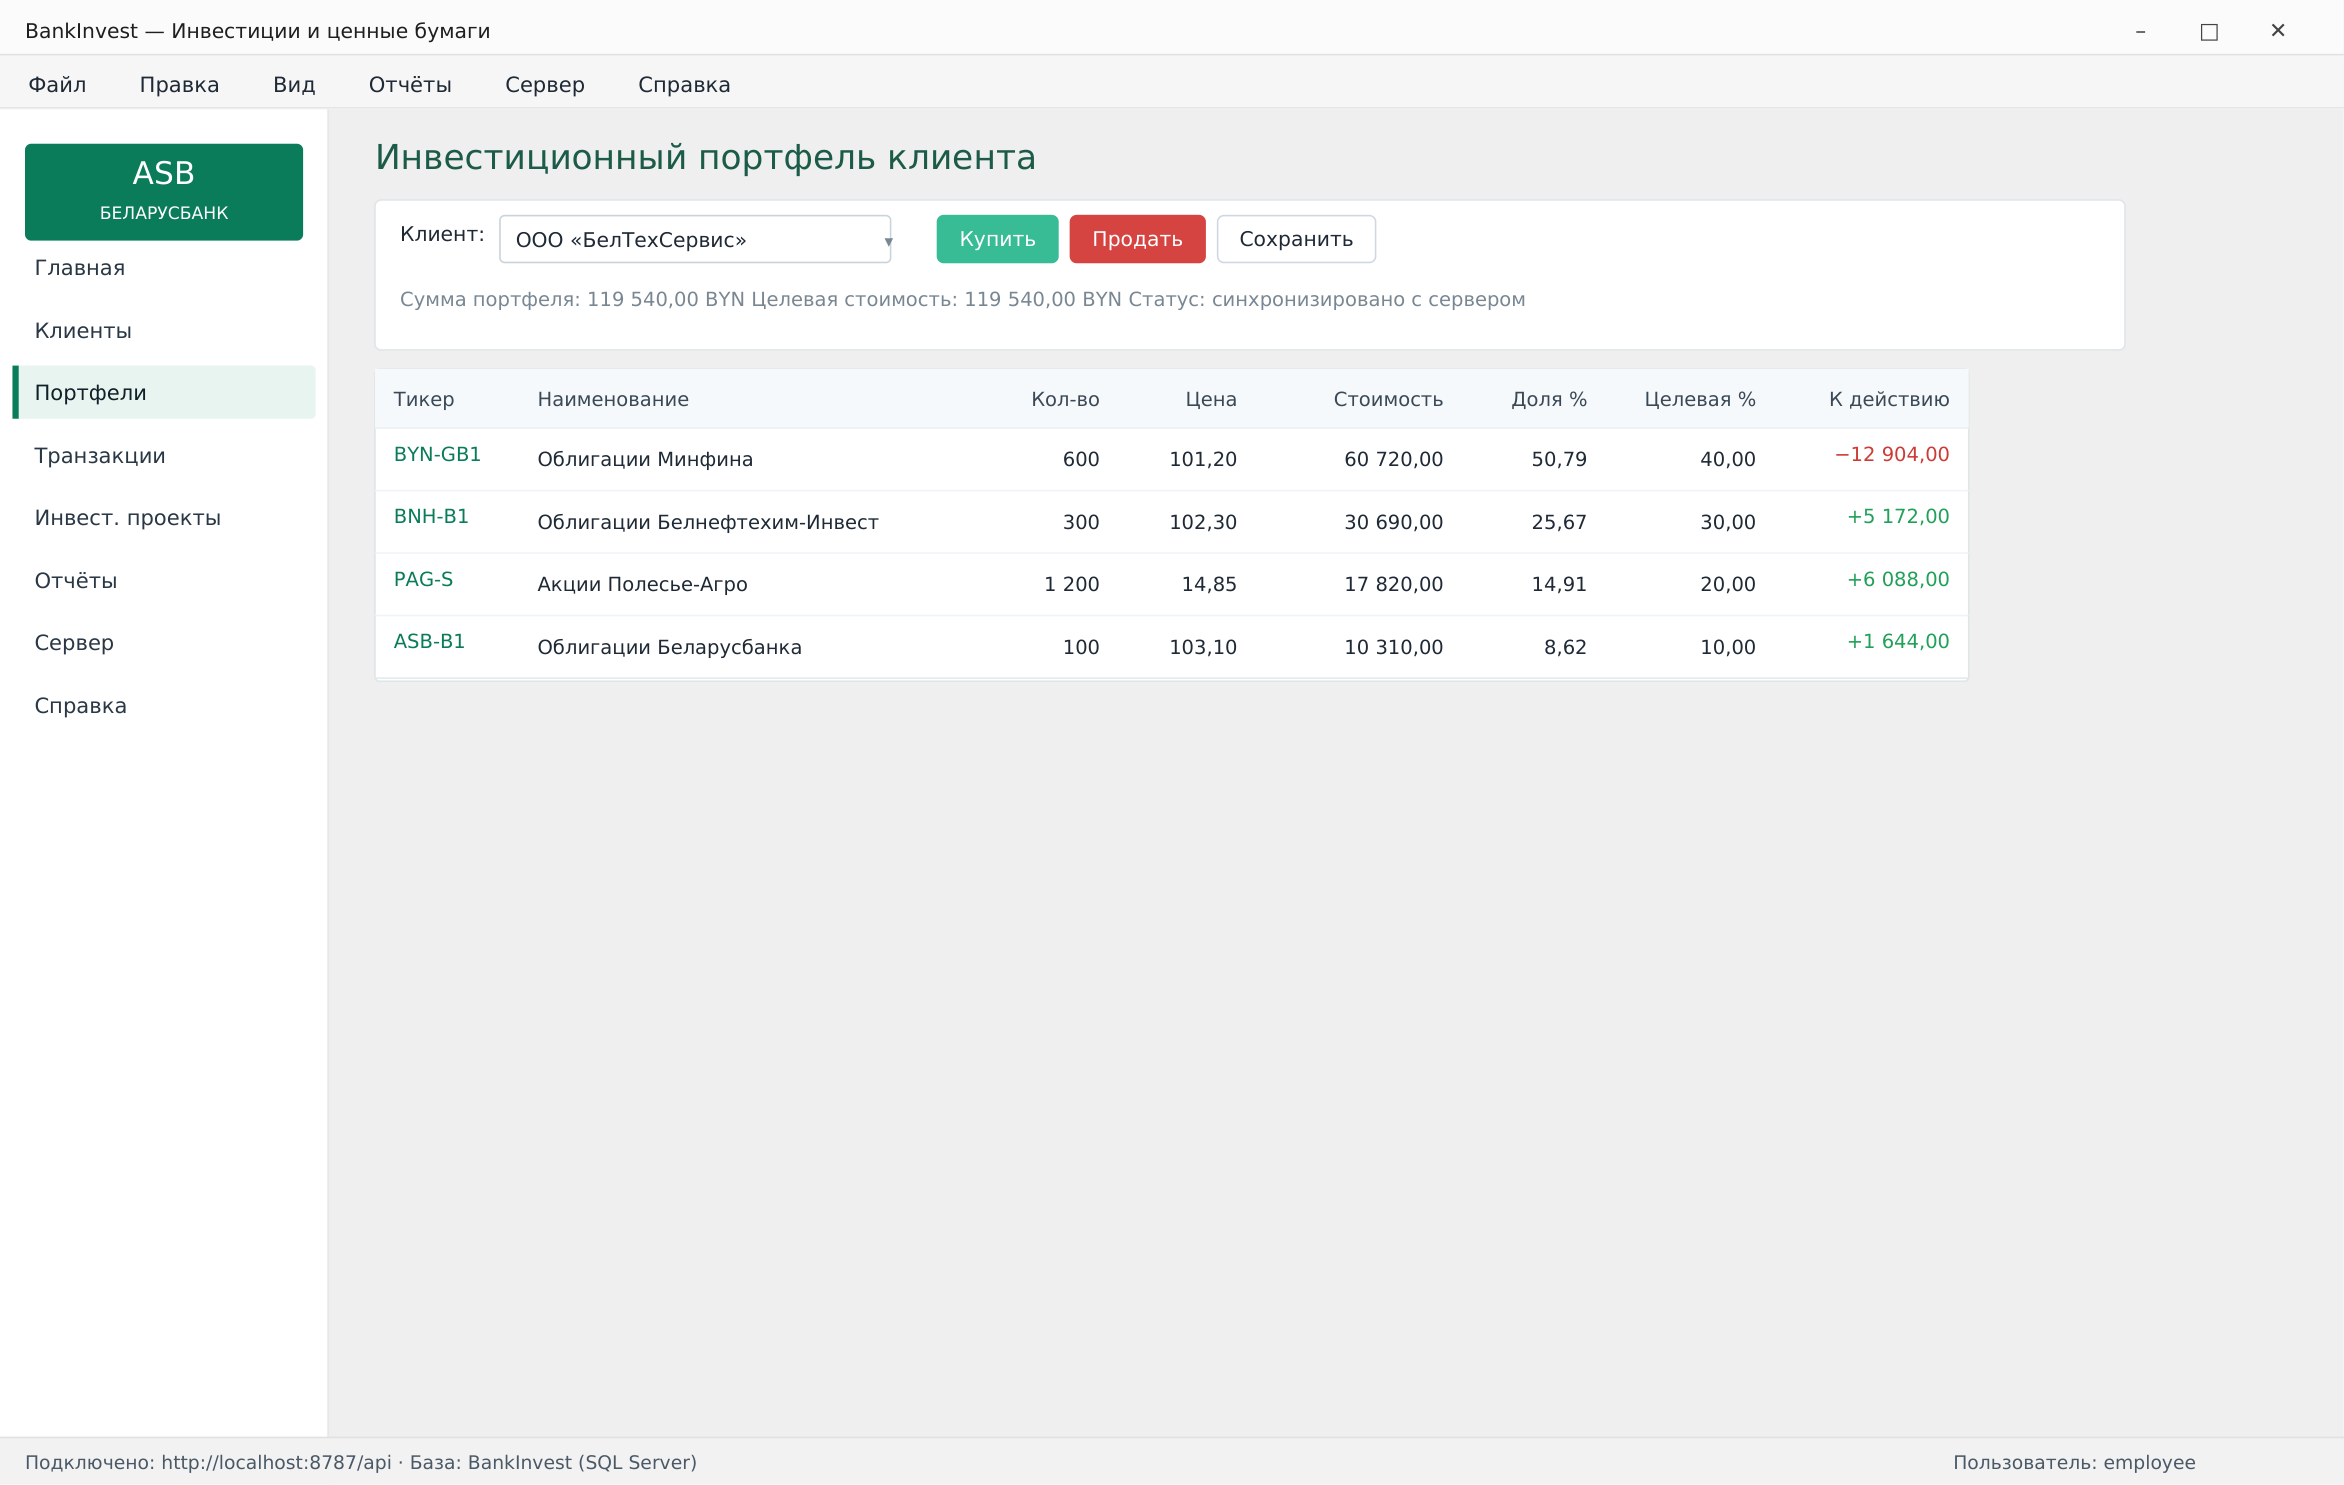 BankInvest — Инвестиции и ценные бумаги
Файл Правка Вид Отчёты Сервер Справка
ASB
БЕЛАРУСБАНК
Главная
Клиенты
Портфели
Транзакции
Инвест. проекты
Отчёты
Сервер
Справка
Инвестиционный портфель клиента
Клиент: ООО «БелТехСервис» Купить Продать Сохранить
Сумма портфеля: 119 540,00 BYN Целевая стоимость: 119 540,00 BYN Статус: синхронизировано с сервером
Тикер Наименование Кол-во Цена Стоимость Доля % Целевая % К действию
BYN-GB1 Облигации Минфина 600 101,20 60 720,00 50,79 40,00 −12 904,00
BNH-B1 Облигации Белнефтехим-Инвест 300 102,30 30 690,00 25,67 30,00 +5 172,00
PAG-S Акции Полесье-Агро 1 200 14,85 17 820,00 14,91 20,00 +6 088,00
ASB-B1 Облигации Беларусбанка 100 103,10 10 310,00 8,62 10,00 +1 644,00
Подключено: http://localhost:8787/api · База: BankInvest (SQL Server)
Пользователь: employee